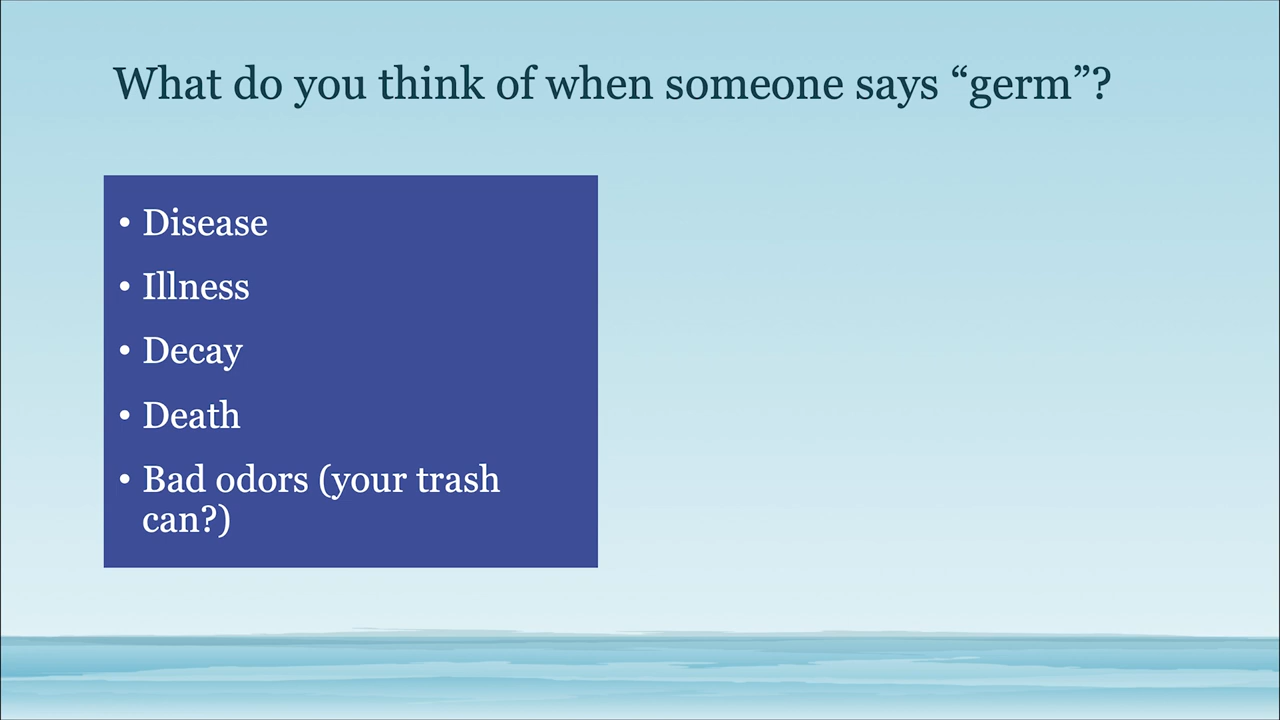 What do you think of when someone says “germ”?
• Disease
• Illness
• Decay
• Death
• Bad odors (your trash
can?)